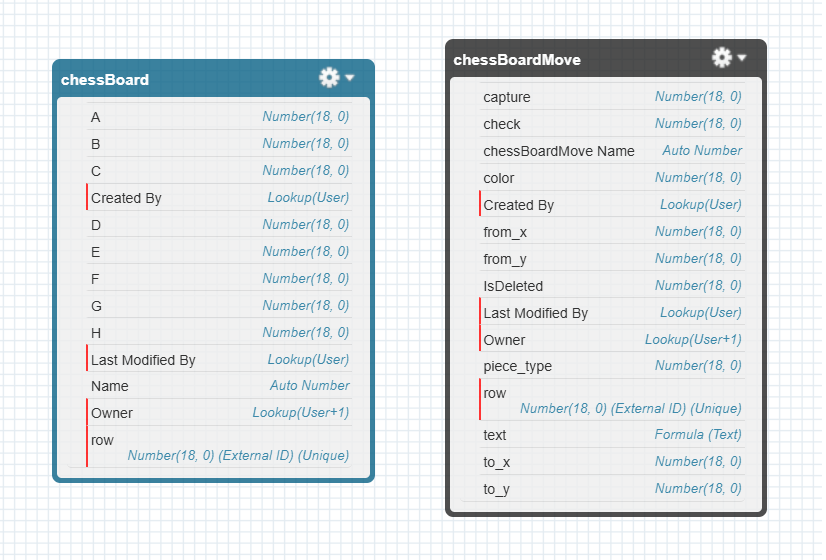 chessBoard
A Number(18, 0)
B Number(18, 0)
C Number(18, 0)
Created By Lookup(User)
D Number(18, 0)
E Number(18, 0)
F Number(18, 0)
G Number(18, 0)
H Number(18, 0)
Last Modified By Lookup(User)
Name Auto Number
Owner Lookup(User+1)
row
Number(18, 0) (External ID) (Unique)
chessBoardMove
capture Number(18, 0)
check Number(18, 0)
chessBoardMove Name Auto Number
color Number(18, 0)
Created By Lookup(User)
from_x Number(18, 0)
from_y Number(18, 0)
IsDeleted Number(18, 0)
Last Modified By Lookup(User)
Owner Lookup(User+1)
piece_type Number(18, 0)
row
Number(18, 0) (External ID) (Unique)
text Formula (Text)
to_x Number(18, 0)
to_y Number(18, 0)